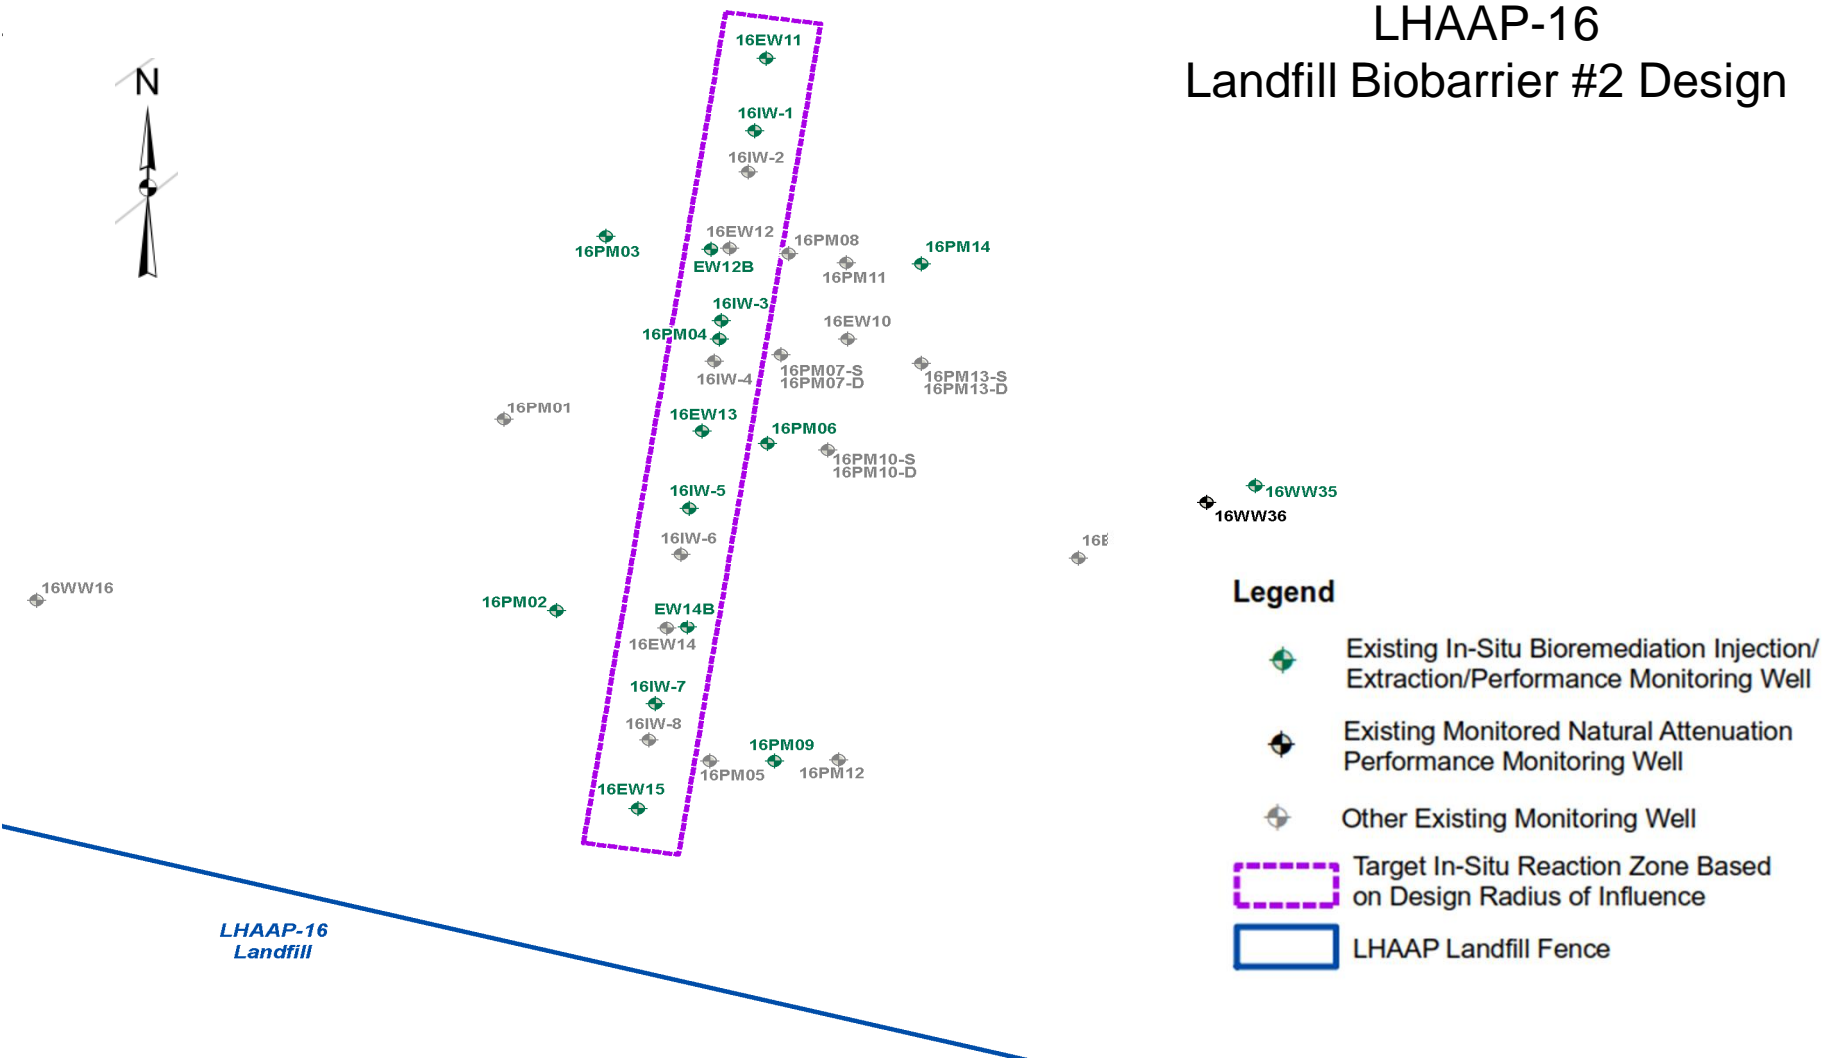 LHAAP-16
Landfill Biobarrier #2 Design
N
16EW11
16IW-1
16IW-2
16EW12
EW12B
16PM03
16PM08
16PM11
16PM14
16IW-3
16PM04
16IW-4
16EW10
16PM07-S
16PM07-D
16PM13-S
16PM13-D
16PM01
16EW13
16PM06
16PM10-S
16PM10-D
16IW-5
16IW-6
16WW35
16WW36
16WW16
16PM02
EW14B
16EW14
16IW-7
16IW-8
16PM05
16PM09
16PM12
16EW15
LHAAP-16
Landfill
Legend
Existing In-Situ Bioremediation Injection/
Extraction/Performance Monitoring Well
Existing Monitored Natural Attenuation
Performance Monitoring Well
Other Existing Monitoring Well
Target In-Situ Reaction Zone Based
on Design Radius of Influence
LHAAP Landfill Fence